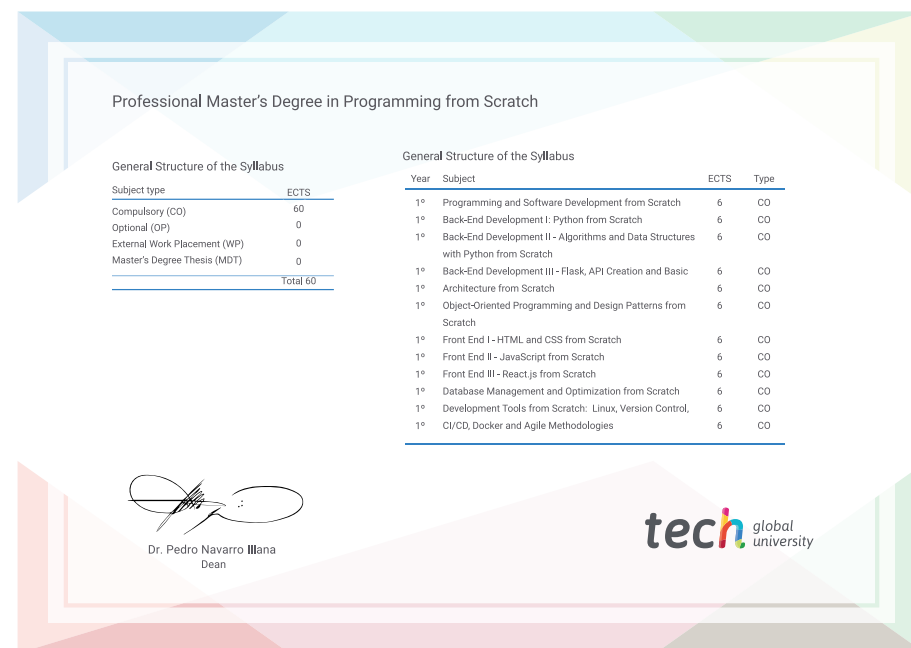 Professional Master's Degree in Programming from Scratch
General Structure of the Syllabus
Subject type ECTS
Compulsory (CO) 60
Optional (OP) 0
External Work Placement (WP) 0
Master's Degree Thesis (MDT) 0
Total 60
General Structure of the Syllabus
Year Subject ECTS Type
1º Programming and Software Development from Scratch 6 CO
1º Back-End Development I: Python from Scratch 6 CO
1º Back-End Development II - Algorithms and Data Structures 6 CO
with Python from Scratch
1º Back-End Development III - Flask, API Creation and Basic 6 CO
1º Architecture from Scratch 6 CO
1º Object-Oriented Programming and Design Patterns from 6 CO
Scratch
1º Front End I - HTML and CSS from Scratch 6 CO
1º Front End II - JavaScript from Scratch 6 CO
1º Front End III - React.js from Scratch 6 CO
1º Database Management and Optimization from Scratch 6 CO
1º Development Tools from Scratch: Linux, Version Control, 6 CO
1º CI/CD, Docker and Agile Methodologies 6 CO
Dr. Pedro Navarro Illana
Dean
tech global
university